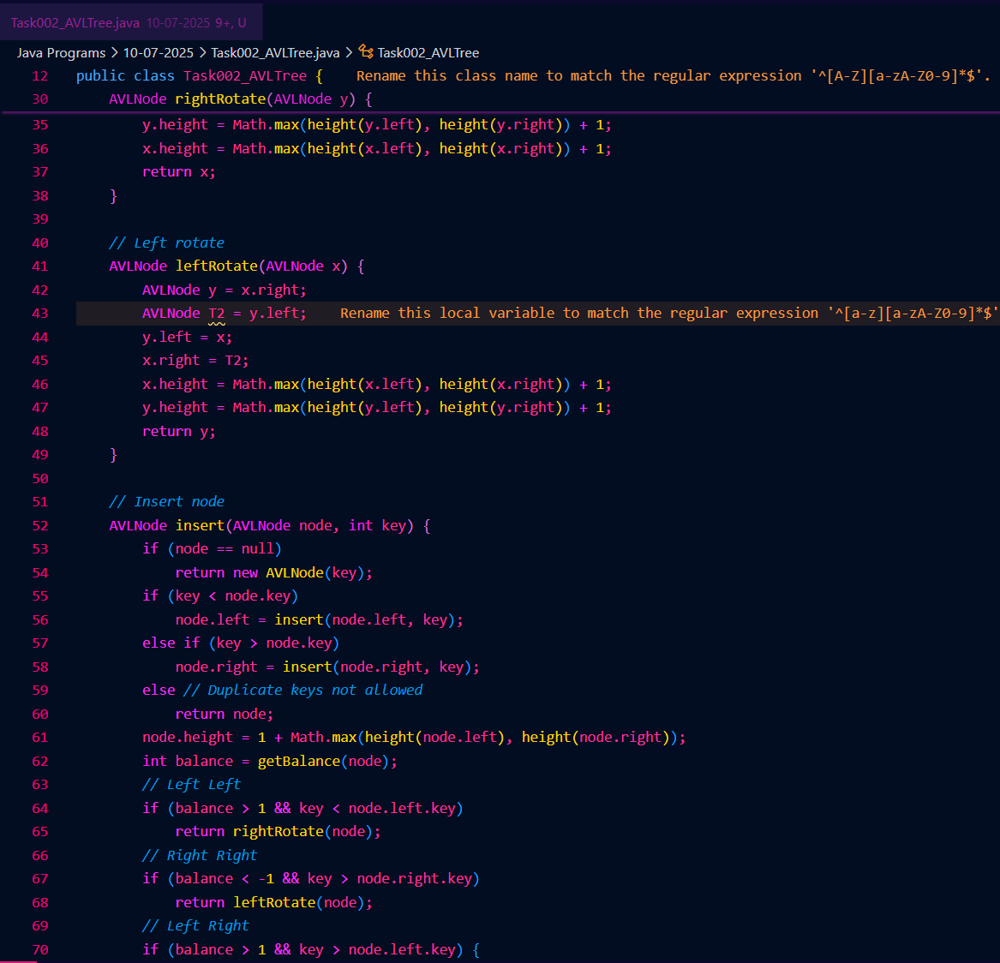 Task002_AVLTree.java 10-07-2025 9+, U
Java Programs > 10-07-2025 > Task002_AVLTree.java > Task002_AVLTree
12 public class Task002_AVLTree { Rename this class name to match the regular expression '^[A-Z][a-zA-Z0-9]*$'.
30 AVLNode rightRotate(AVLNode y) {
35 y.height = Math.max(height(y.left), height(y.right)) + 1;
36 x.height = Math.max(height(x.left), height(x.right)) + 1;
37 return x;
38 }
39
40 // Left rotate
41 AVLNode leftRotate(AVLNode x) {
42 AVLNode y = x.right;
43 AVLNode T2 = y.left; Rename this local variable to match the regular expression '^[a-z][a-zA-Z0-9]*$'
44 y.left = x;
45 x.right = T2;
46 x.height = Math.max(height(x.left), height(x.right)) + 1;
47 y.height = Math.max(height(y.left), height(y.right)) + 1;
48 return y;
49 }
50
51 // Insert node
52 AVLNode insert(AVLNode node, int key) {
53 if (node == null)
54 return new AVLNode(key);
55 if (key < node.key)
56 node.left = insert(node.left, key);
57 else if (key > node.key)
58 node.right = insert(node.right, key);
59 else // Duplicate keys not allowed
60 return node;
61 node.height = 1 + Math.max(height(node.left), height(node.right));
62 int balance = getBalance(node);
63 // Left Left
64 if (balance > 1 && key < node.left.key)
65 return rightRotate(node);
66 // Right Right
67 if (balance < -1 && key > node.right.key)
68 return leftRotate(node);
69 // Left Right
70 if (balance > 1 && key > node.left.key) {